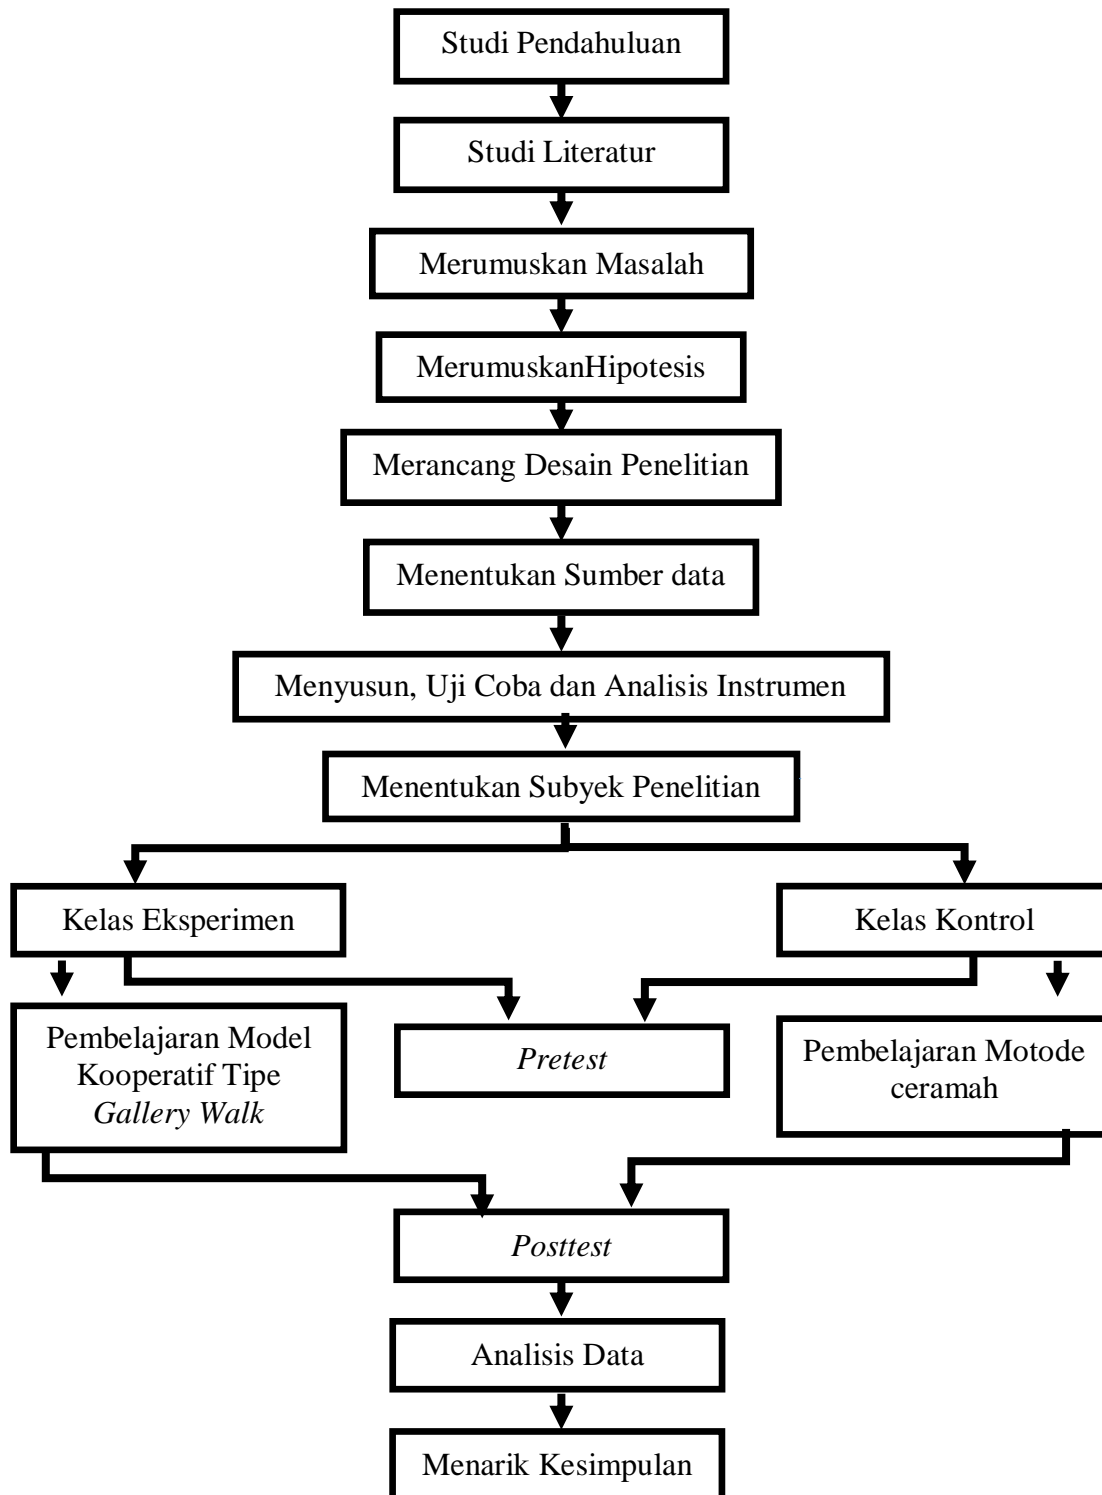 Studi Pendahuluan
Studi Literatur
Merumuskan Masalah
MerumuskanHipotesis
Merancang Desain Penelitian
Menentukan Sumber data
Menyusun, Uji Coba dan Analisis Instrumen
Menentukan Subyek Penelitian
Kelas Eksperimen
Kelas Kontrol
Pembelajaran Model
Kooperatif Tipe
Gallery Walk
Pretest
Pembelajaran Motode
ceramah
Posttest
Analisis Data
Menarik Kesimpulan